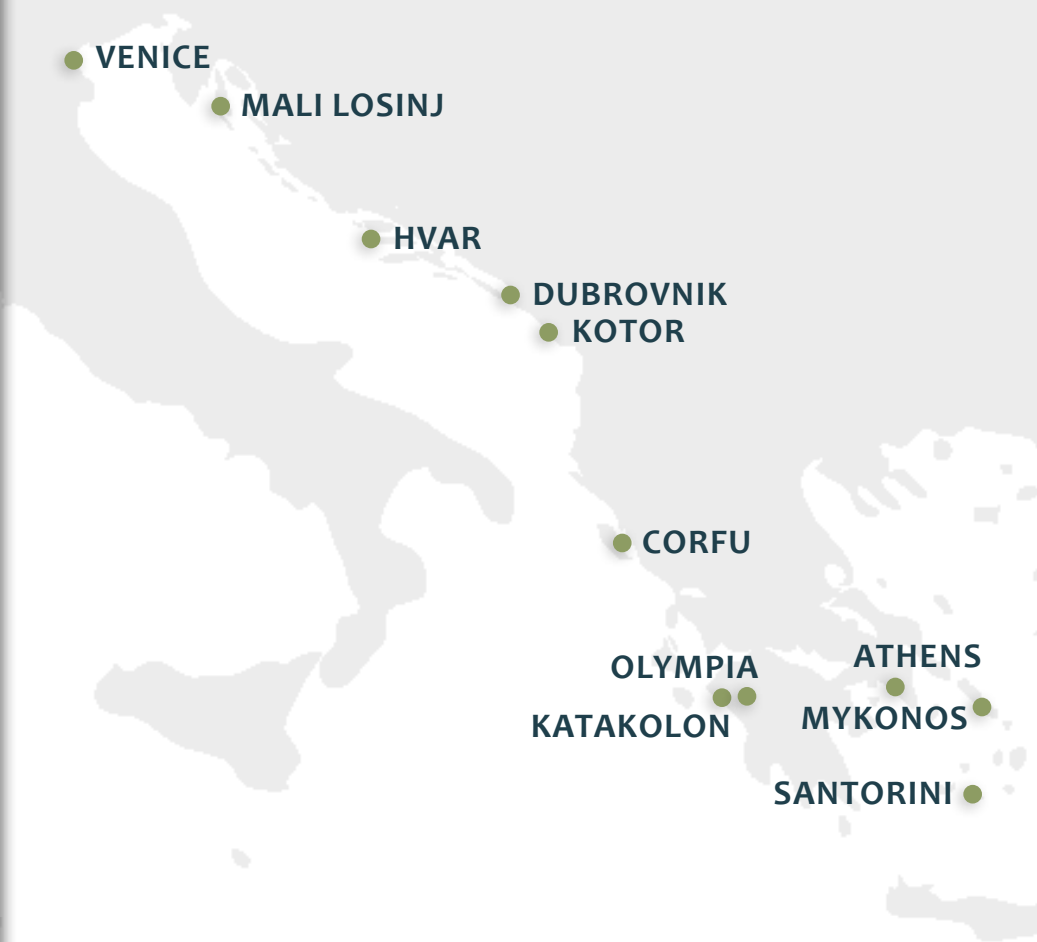 VENICE
MALI LOSINJ
HVAR
DUBROVNIK
KOTOR
CORFU
OLYMPIA
KATAKOLON
ATHENS
MYKONOS
SANTORINI